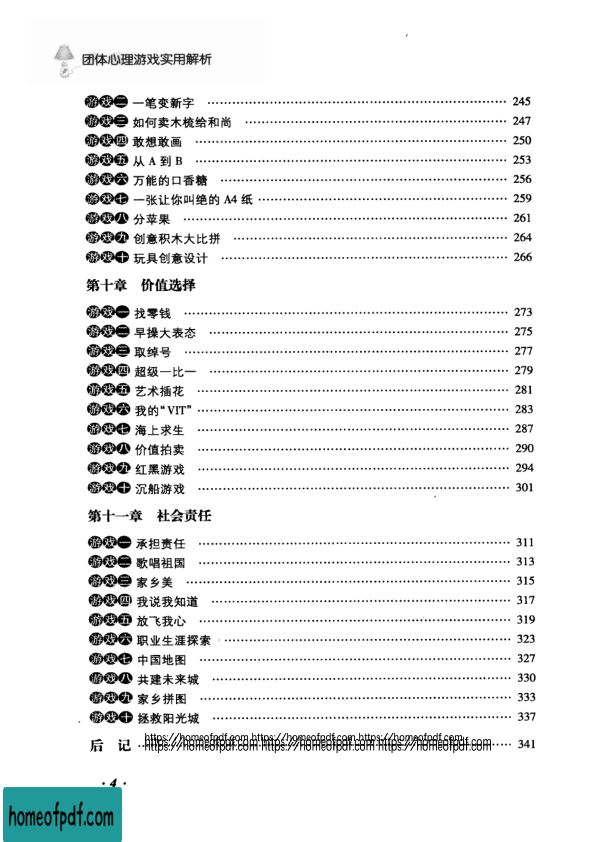 团体心理游戏实用解析
游戏二 一笔变新字 …… 245
游戏三 如何卖木梳给和尚 …… 247
游戏四 敢想敢画 …… 250
游戏五 从 A 到 B …… 253
游戏六 万能的口香糖 …… 256
游戏七 一张让你叫绝的 A4 纸 …… 259
游戏八 分苹果 …… 261
游戏九 创意积木大比拼 …… 264
游戏十 玩具创意设计 …… 266
第十章 价值选择
游戏一 找零钱 …… 273
游戏二 早操大表态 …… 275
游戏三 取绰号 …… 277
游戏四 超级一比一 …… 279
游戏五 艺术插花 …… 281
游戏六 我的“VIT” …… 283
游戏七 海上求生 …… 287
游戏八 价值拍卖 …… 290
游戏九 红黑游戏 …… 294
游戏十 沉船游戏 …… 301
第十一章 社会责任
游戏一 承担责任 …… 311
游戏二 歌唱祖国 …… 313
游戏三 家乡美 …… 315
游戏四 我说我知道 …… 317
游戏五 放飞我心 …… 319
游戏六 职业生涯探索 …… 323
游戏七 中国地图 …… 327
游戏八 共建未来城 …… 330
游戏九 家乡拼图 …… 333
游戏十 拯救阳光城 …… 337
https://homeofpdf.com https://homeofpdf.com https://homeofpdf.com
后 记 …… 341
https://homeofpdf.com https://homeofpdf.com https://homeofpdf.com
· 4 ·
homeofpdf.com